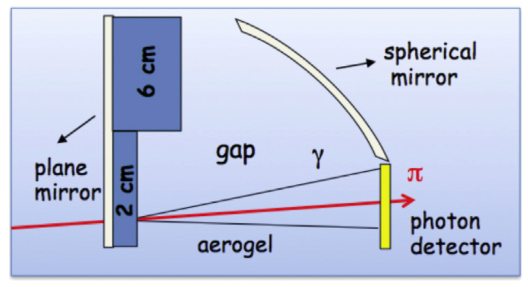 6 cm
spherical
mirror
gap
γ
π
plane
mirror
2 cm
aerogel
photon
detector